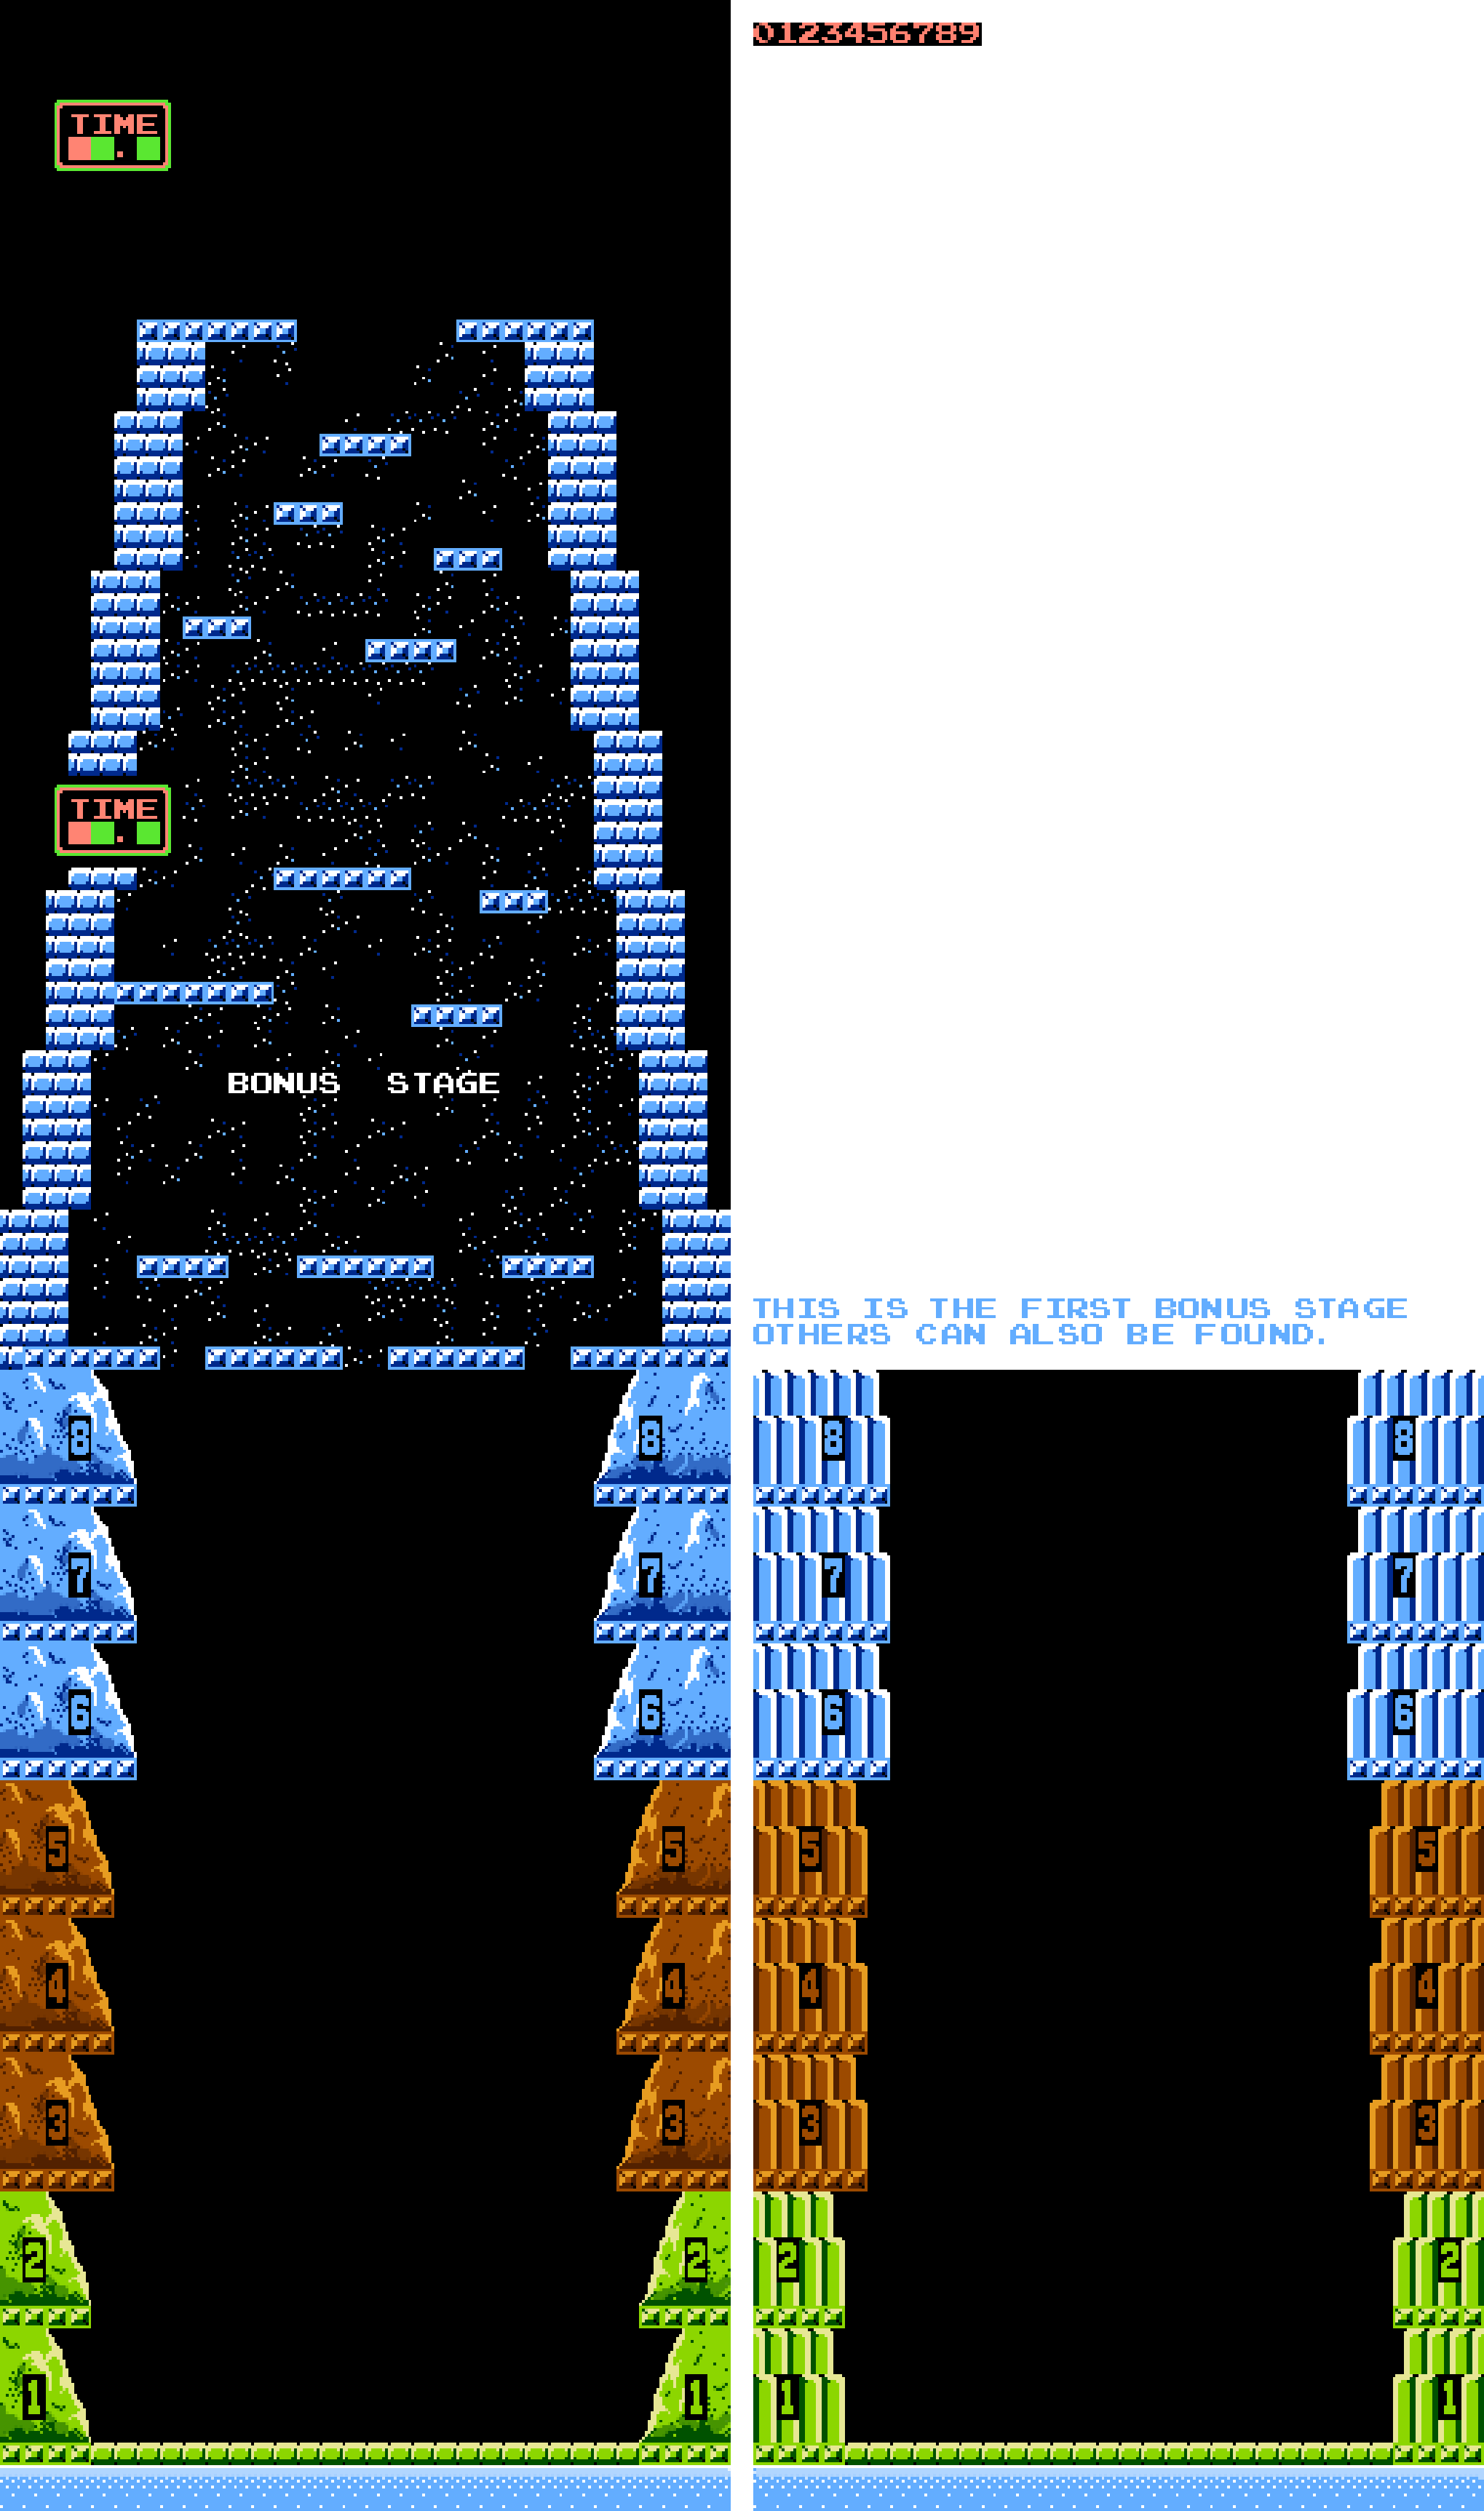 0123456789
TIME
TIME
BONUS STAGE
THIS IS THE FIRST BONUS STAGE
OTHERS CAN ALSO BE FOUND.
8 8 8 8
7 7 7 7
6 6 6 6
5 5 5 5
4 4 4 4
3 3 3 3
2 2 2 2
1 1 1 1